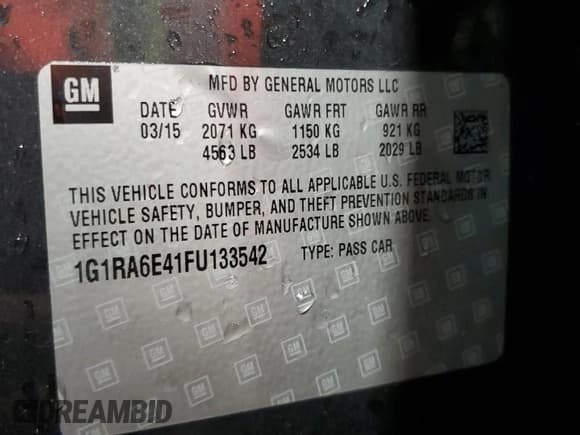 GM
MFD BY GENERAL MOTORS LLC
DATE GVWR GAWR FRT GAWR RR
03/15 2071 KG 1150 KG 921 KG
4563 LB 2534 LB 2029 LB
THIS VEHICLE CONFORMS TO ALL APPLICABLE U.S. FEDERAL MOTOR
VEHICLE SAFETY, BUMPER, AND THEFT PREVENTION STANDARDS IN
EFFECT ON THE DATE OF MANUFACTURE SHOWN ABOVE.
1G1RA6E41FU133542 TYPE: PASS CAR
DREAMBID